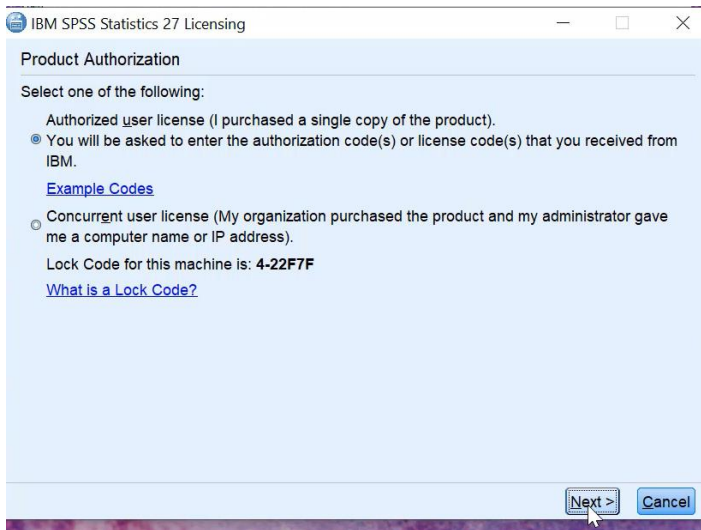 IBM SPSS Statistics 27 Licensing
Product Authorization
Select one of the following:
Authorized user license (I purchased a single copy of the product).
You will be asked to enter the authorization code(s) or license code(s) that you received from
IBM.
Example Codes
Concurrent user license (My organization purchased the product and my administrator gave
me a computer name or IP address).
Lock Code for this machine is: 4-22F7F
What is a Lock Code?
Next >
Cancel